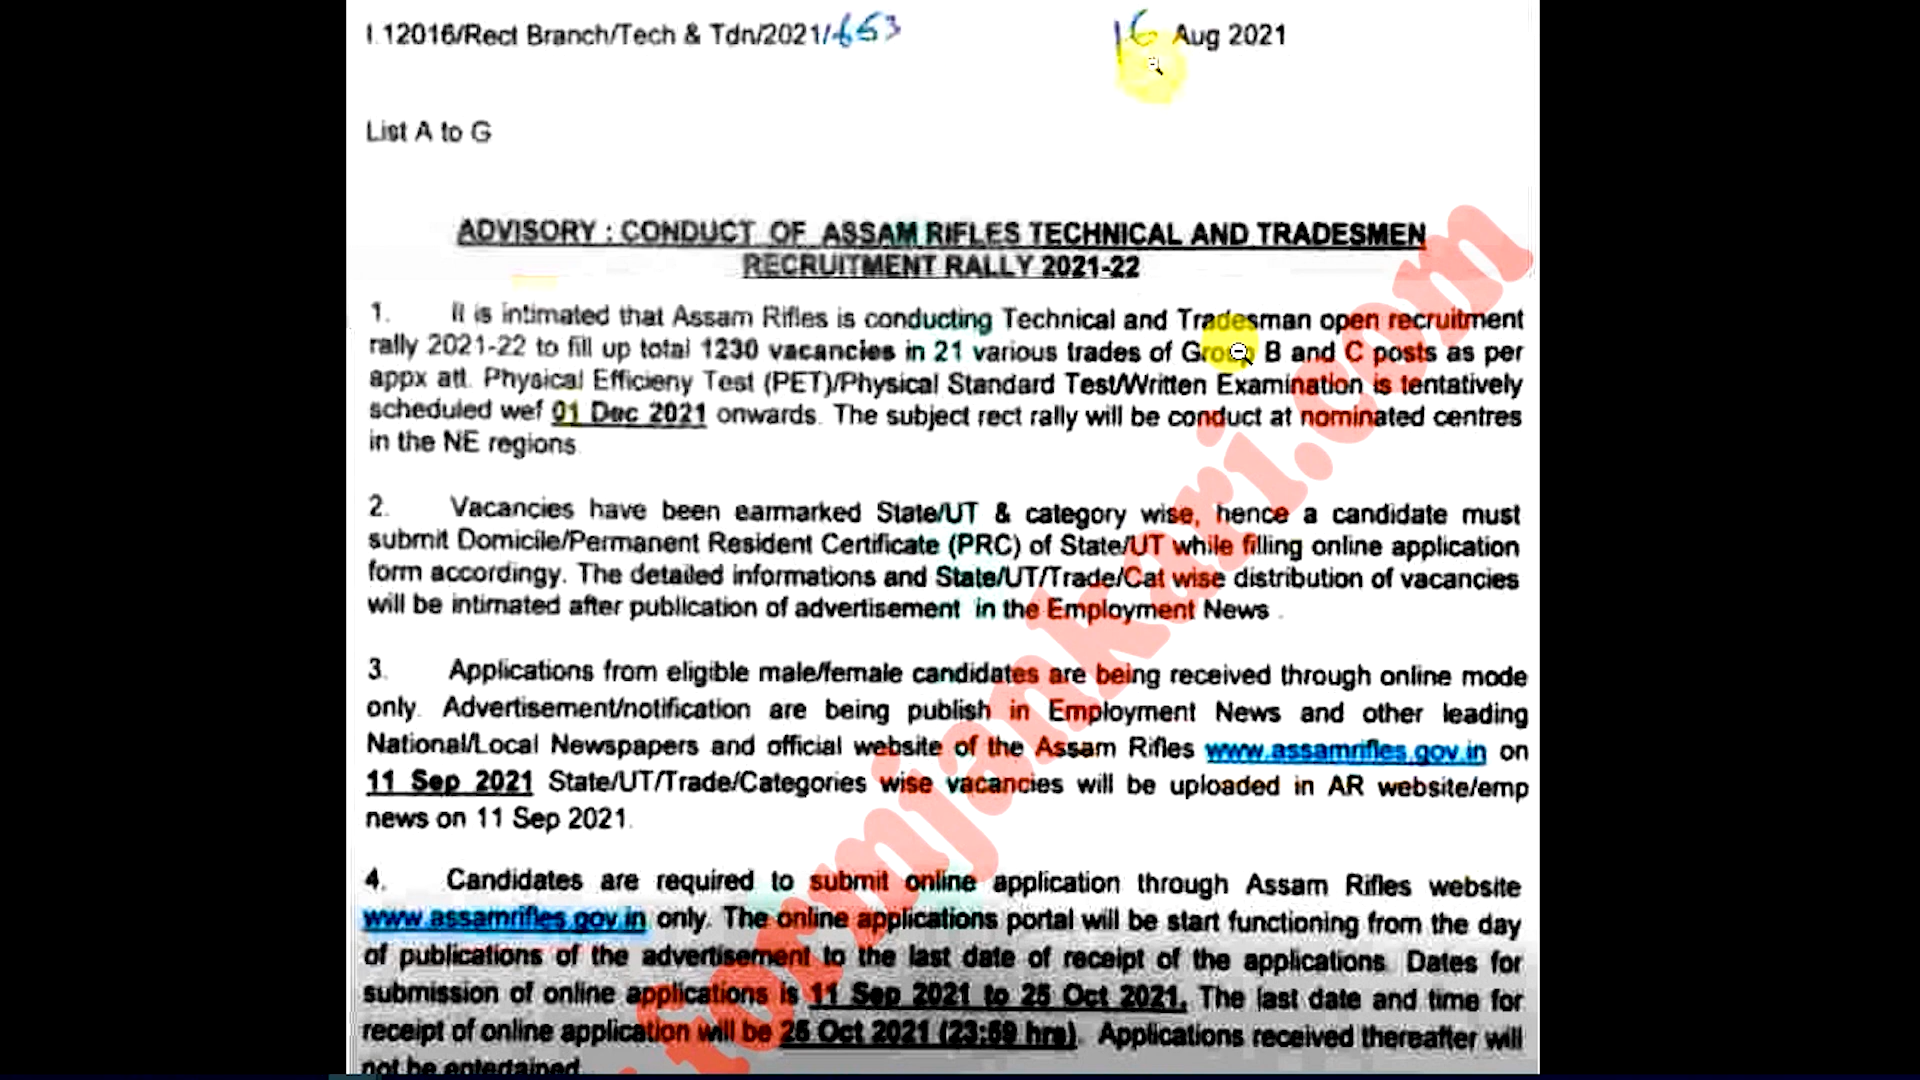 I.12016/Rect Branch/Tech & Tdn/2021/653
16 Aug 2021
List A to G
ADVISORY : CONDUCT OF ASSAM RIFLES TECHNICAL AND TRADESMEN
RECRUITMENT RALLY 2021-22
1. It is intimated that Assam Rifles is conducting Technical and Tradesman open recruitment
rally 2021-22 to fill up total 1230 vacancies in 21 various trades of Group B and C posts as per
appx att. Physical Efficieny Test (PET)/Physical Standard Test/Written Examination is tentatively
scheduled wef 01 Dec 2021 onwards. The subject rect rally will be conduct at nominated centres
in the NE regions.
2. Vacancies have been earmarked State/UT & category wise, hence a candidate must
submit Domicile/Permanent Resident Certificate (PRC) of State/UT while filling online application
form accordingy. The detailed informations and State/UT/Trade/Cat wise distribution of vacancies
will be intimated after publication of advertisement in the Employment News .
3. Applications from eligible male/female candidates are being received through online mode
only. Advertisement/notification are being publish in Employment News and other leading
National/Local Newspapers and official website of the Assam Rifles www.assamrifles.gov.in on
11 Sep 2021 State/UT/Trade/Categories wise vacancies will be uploaded in AR website/emp
news on 11 Sep 2021.
4. Candidates are required to submit online application through Assam Rifles website
www.assamrifles.gov.in only. The online applications portal will be start functioning from the day
of publications of the advertisement to the last date of receipt of the applications. Dates for
submission of online applications is 11 Sep 2021 to 25 Oct 2021. The last date and time for
receipt of online application will be 25 Oct 2021 (23:59 hrs). Applications received thereafter will
not be entertained.
formjankari.com